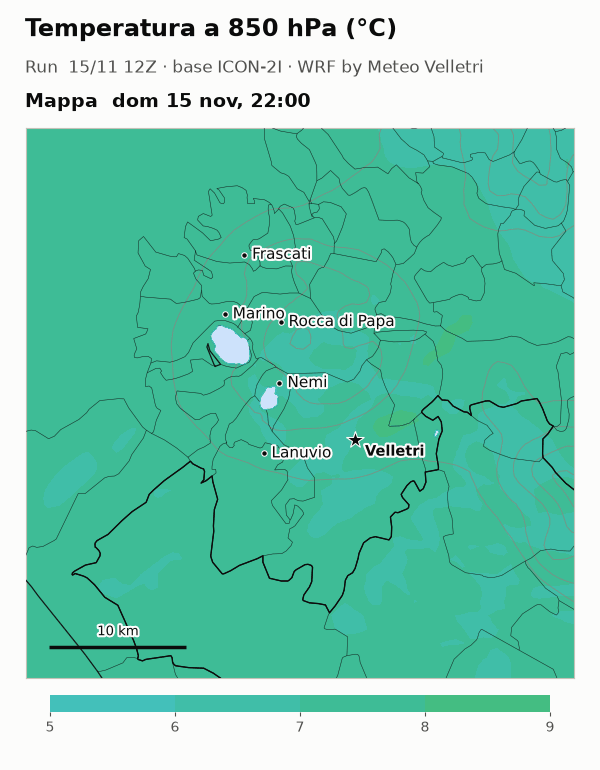 Temperatura a 850 hPa (°C)
Run  15/11 12Z · base ICON-2I · WRF by Meteo Velletri
Mappa  dom 15 nov, 22:00
Frascati
Marino
Rocca di Papa
Nemi
Velletri
Lanuvio
10 km
5 6 7 8 9